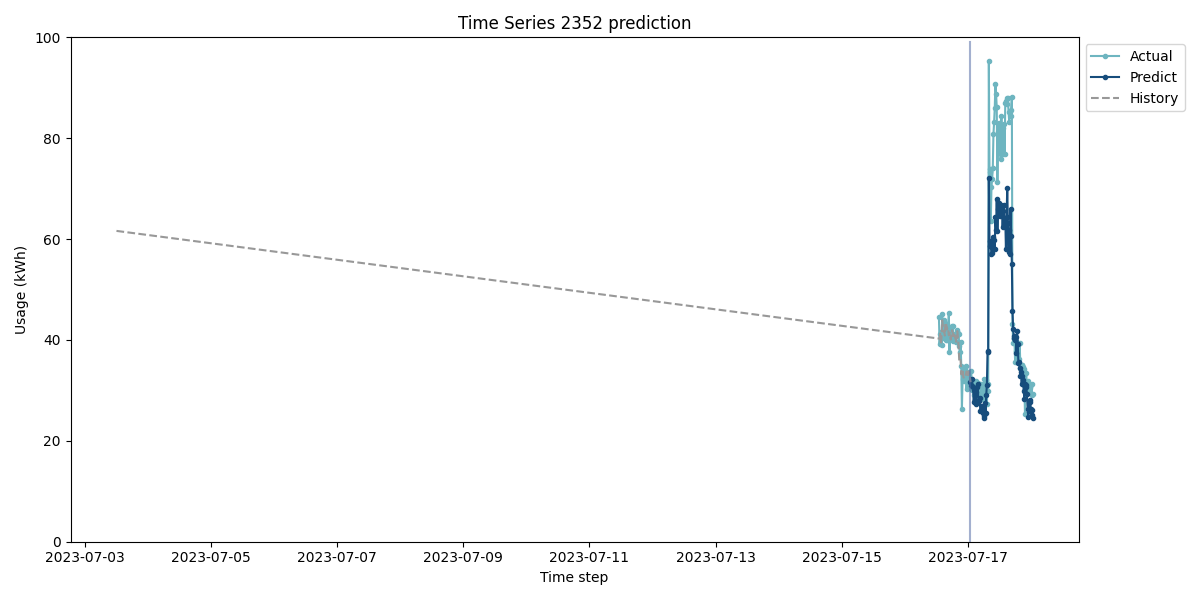 Time Series 2352 prediction
Actual
Predict
History
Usage (kWh)
100
80
60
40
20
0
2023-07-03
2023-07-05
2023-07-07
2023-07-09
2023-07-11
2023-07-13
2023-07-15
2023-07-17
Time step